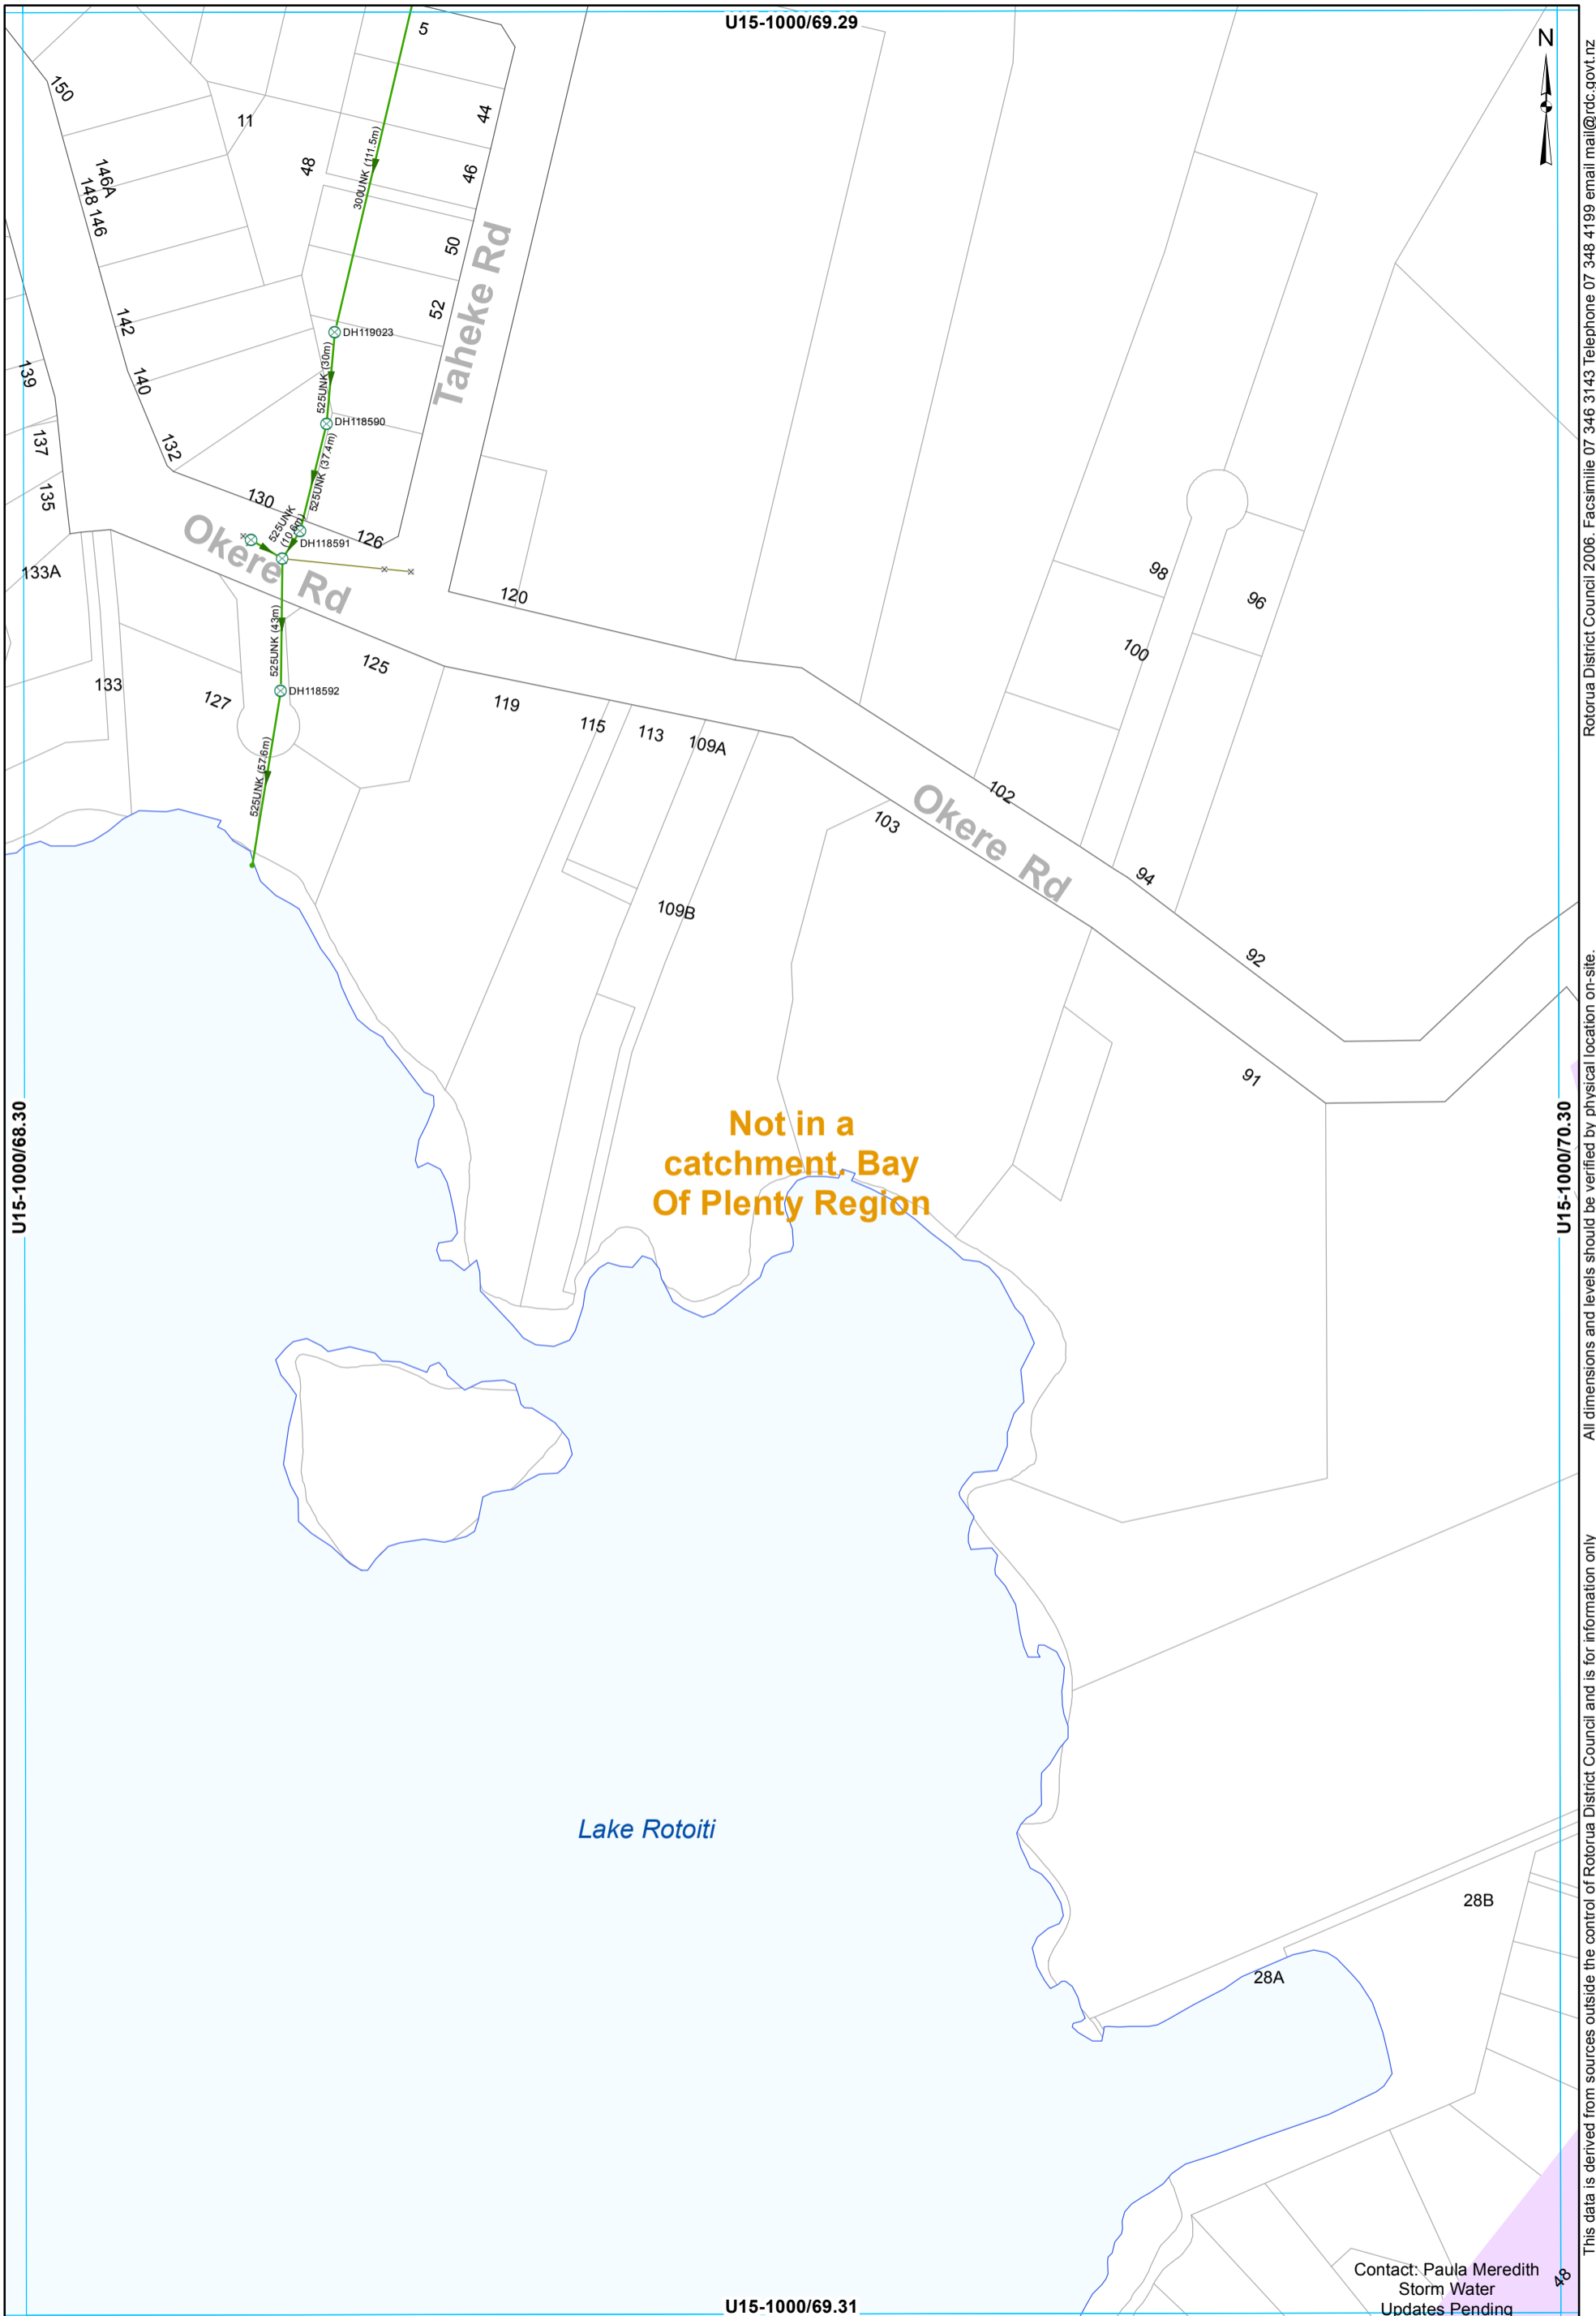 U15-1000/69.29
N
5
150
11
44
48
300UNK (111.5m)
146A
148
146
46
50
Taheke Rd
52
142
DH119023
139
140
525UNK (30m)
DH118590
132
137
525UNK (37.4m)
135
130
525UNK
(10.6m)
126
DH118591
Okere Rd
133A
98
96
120
100
525UNK (43m)
125
133
127
DH118592
119
115
113
109A
525UNK (57.6m)
102
Okere Rd
103
94
109B
92
91
U15-1000/68.30
Not in a
catchment. Bay
Of Plenty Region
U15-1000/70.30
Lake Rotoiti
28B
28A
48
Contact: Paula Meredith
Storm Water
Updates Pending
U15-1000/69.31
Rotorua District Council 2006. Facsimilie 07 346 3143 Telephone 07 348 4199 email mail@rdc.govt.nz
All dimensions and levels should be verified by physical location on-site.
This data is derived from sources outside the control of Rotorua District Council and is for information only